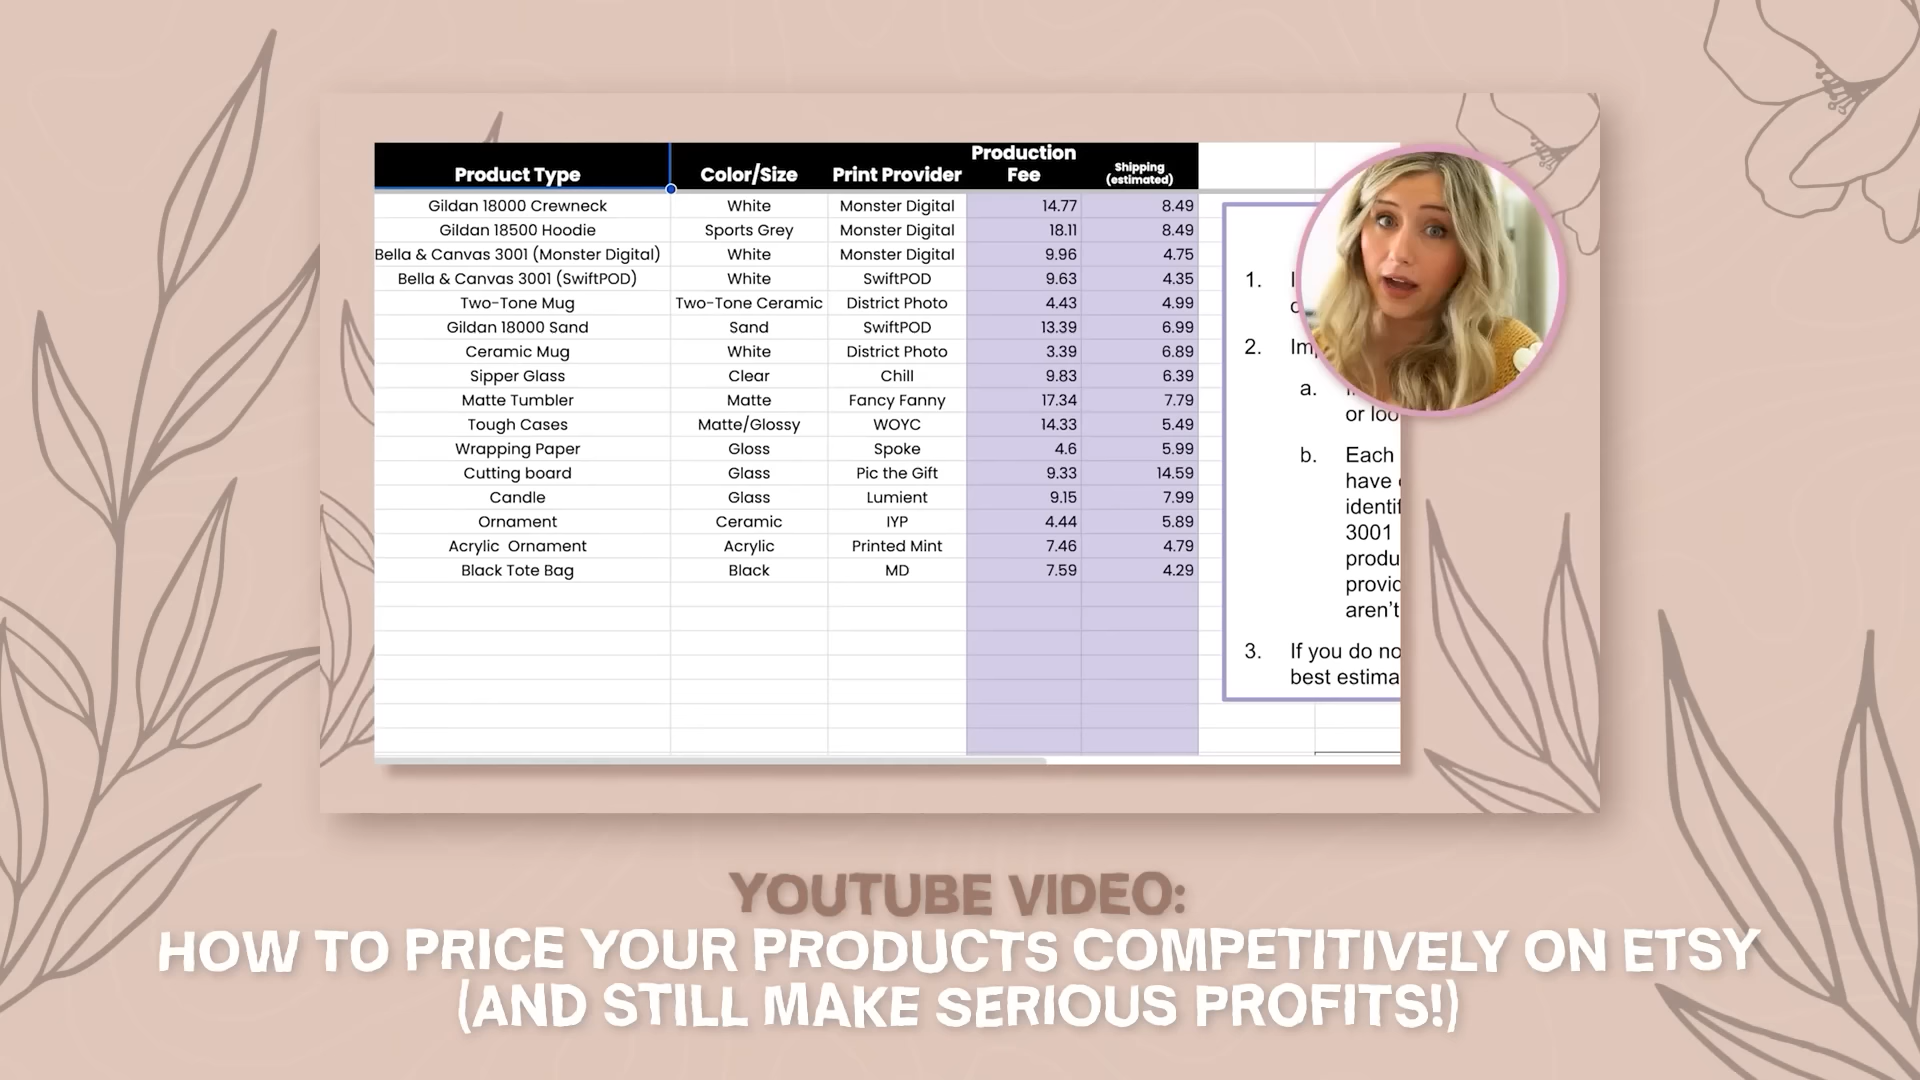 Product Type Color/Size Print Provider Production Fee Shipping (estimated)
Gildan 18000 Crewneck White Monster Digital 14.77 8.49
Gildan 18500 Hoodie Sports Grey Monster Digital 18.11 8.49
Bella & Canvas 3001 (Monster Digital) White Monster Digital 9.96 4.75
Bella & Canvas 3001 (SwiftPOD) White SwiftPOD 9.63 4.35
Two-Tone Mug Two-Tone Ceramic District Photo 4.43 4.99
Gildan 18000 Sand Sand SwiftPOD 13.39 6.99
Ceramic Mug White District Photo 3.39 6.89
Sipper Glass Clear Chill 9.83 6.39
Matte Tumbler Matte Fancy Fanny 17.34 7.79
Tough Cases Matte/Glossy WOYC 14.33 5.49
Wrapping Paper Gloss Spoke 4.6 5.99
Cutting board Glass Pic the Gift 9.33 14.59
Candle Glass Lumient 9.15 7.99
Ornament Ceramic IYP 4.44 5.89
Acrylic Ornament Acrylic Printed Mint 7.46 4.79
Black Tote Bag Black MD 7.59 4.29
1.
2.
a.
or
b. Each
have
3001
aren't
3. If you do
best
YOUTUBE VIDEO:
HOW TO PRICE YOUR PRODUCTS COMPETITIVELY ON ETSY
(AND STILL MAKE SERIOUS PROFITS!)